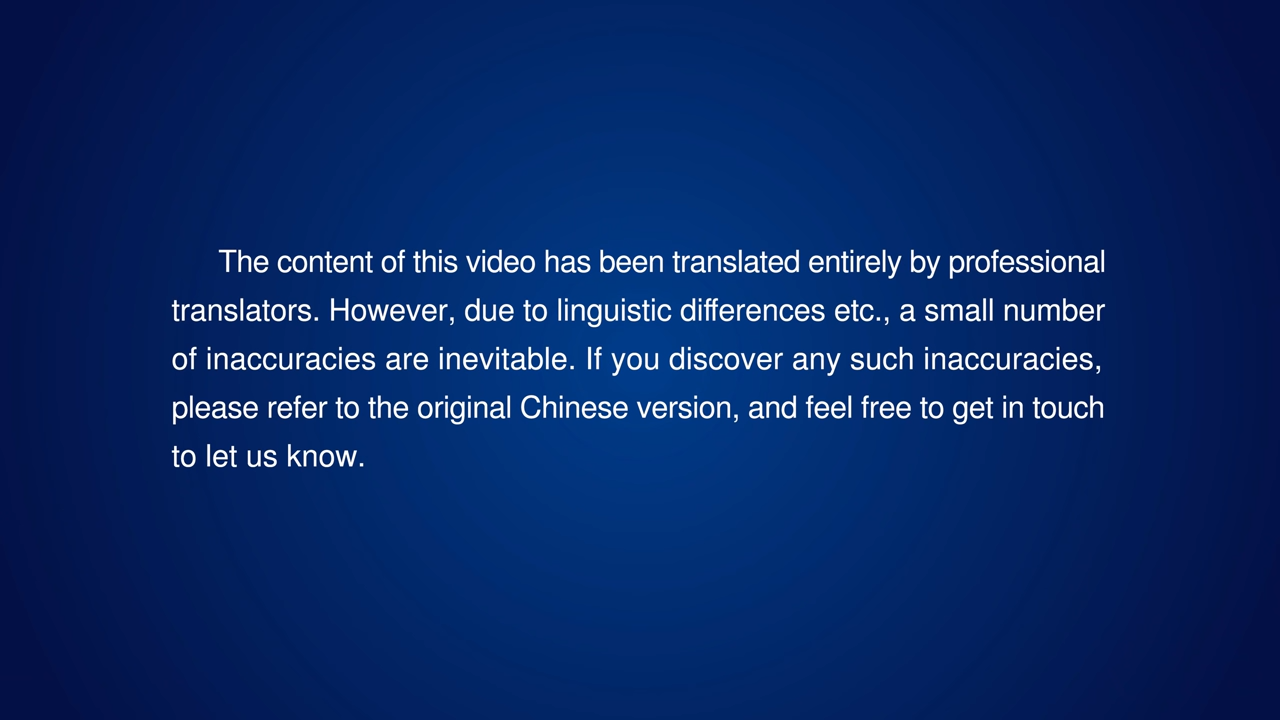 The content of this video has been translated entirely by professional
translators. However, due to linguistic differences etc., a small number
of inaccuracies are inevitable. If you discover any such inaccuracies,
please refer to the original Chinese version, and feel free to get in touch
to let us know.